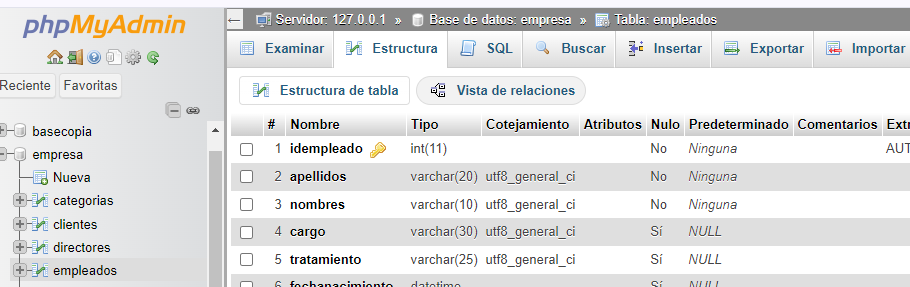 phpMyAdmin
Reciente Favoritas
basecopia
empresa
Nueva
categorias
clientes
directores
empleados
Servidor: 127.0.0.1 » Base de datos: empresa » Tabla: empleados
Examinar Estructura SQL Buscar Insertar Exportar Importar
Estructura de tabla Vista de relaciones
# Nombre Tipo Cotejamiento Atributos Nulo Predeterminado Comentarios Extr
1 idempleado int(11) No Ninguna AUT
2 apellidos varchar(20) utf8_general_ci No Ninguna
3 nombres varchar(10) utf8_general_ci No Ninguna
4 cargo varchar(30) utf8_general_ci Sí NULL
5 tratamiento varchar(25) utf8_general_ci Sí NULL
6 fechanacimiento datetime Sí NULL